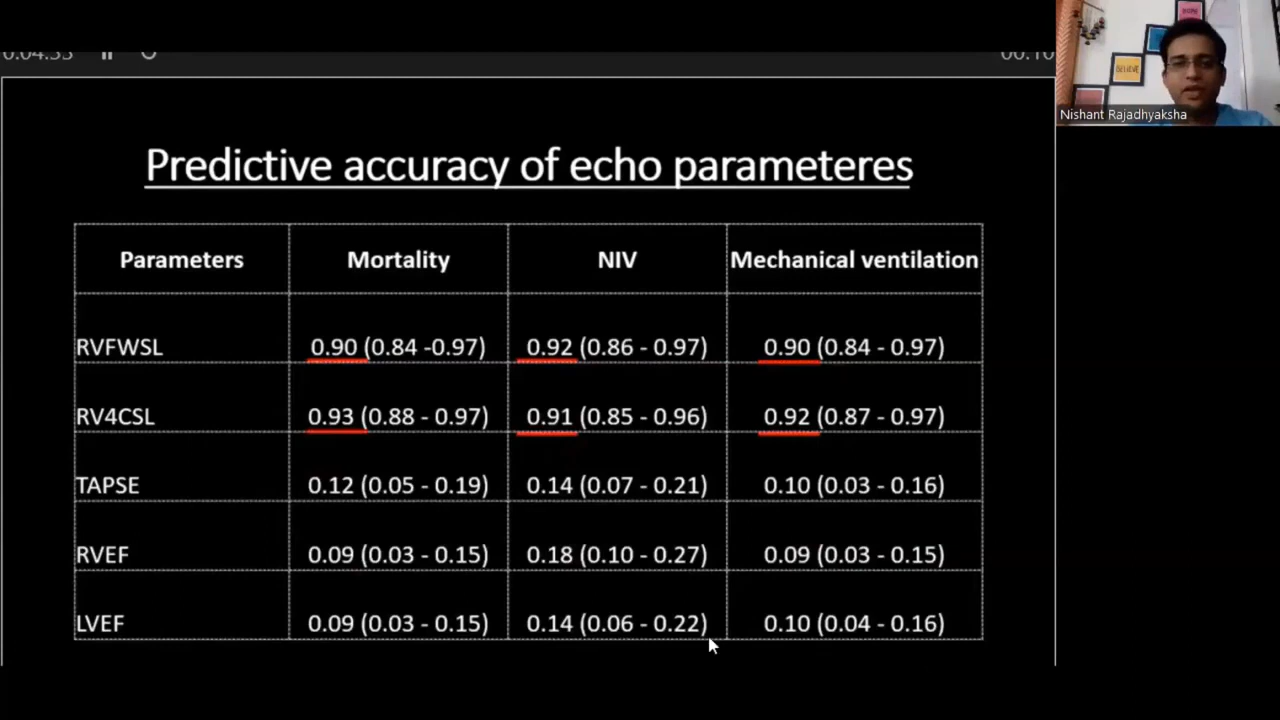 BELIEVE
Nishant Rajadhyaksha
Predictive accuracy of echo parameteres
Parameters Mortality NIV Mechanical ventilation
RVFWSL 0.90 (0.84 -0.97) 0.92 (0.86 - 0.97) 0.90 (0.84 - 0.97)
RV4CSL 0.93 (0.88 - 0.97) 0.91 (0.85 - 0.96) 0.92 (0.87 - 0.97)
TAPSE 0.12 (0.05 - 0.19) 0.14 (0.07 - 0.21) 0.10 (0.03 - 0.16)
RVEF 0.09 (0.03 - 0.15) 0.18 (0.10 - 0.27) 0.09 (0.03 - 0.15)
LVEF 0.09 (0.03 - 0.15) 0.14 (0.06 - 0.22) 0.10 (0.04 - 0.16)